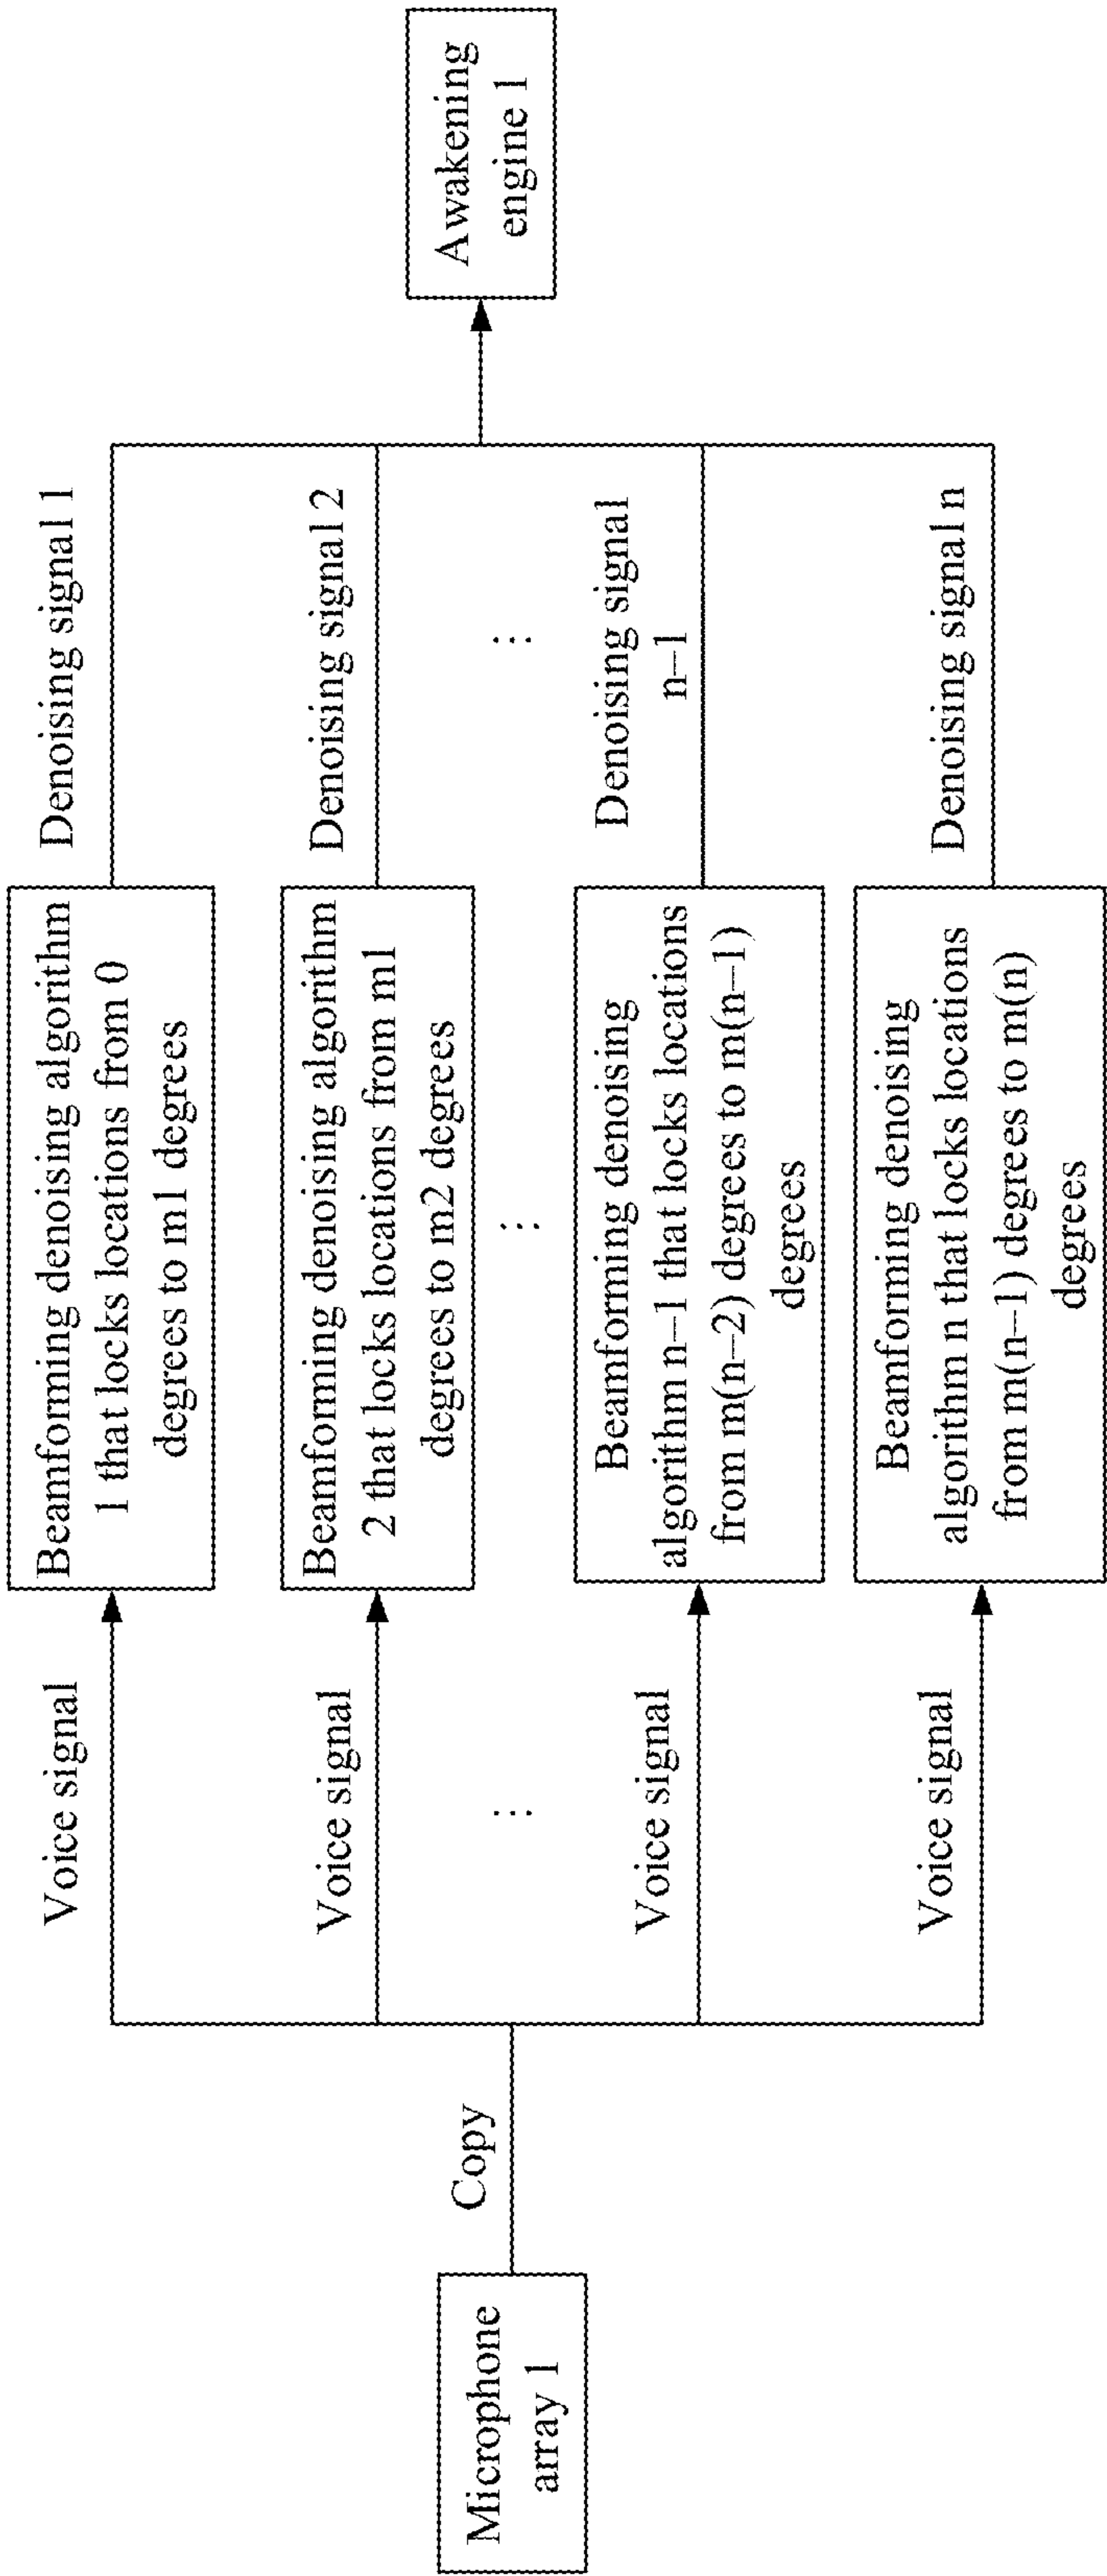 Microphone
array 1
Copy
Voice signal
Voice signal
⋮
Voice signal
Voice signal
Beamforming denoising algorithm
1 that locks locations from 0
degrees to m1 degrees
Beamforming denoising algorithm
2 that locks locations from m1
degrees to m2 degrees
⋮
Beamforming denoising
algorithm n–1 that locks locations
from m(n–2) degrees to m(n–1)
degrees
Beamforming denoising
algorithm n that locks locations
from m(n–1) degrees to m(n)
degrees
Denoising signal 1
Denoising signal 2
⋮
Denoising signal
n–1
Denoising signal n
Awakening
engine 1